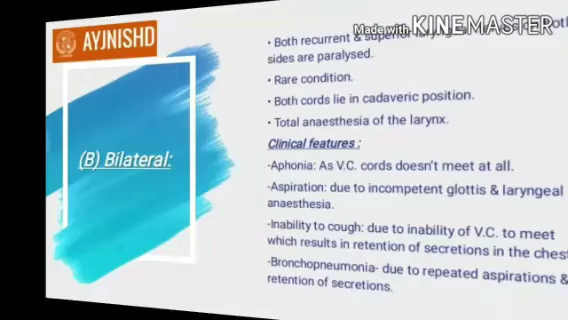 AYJNISHD
Made with KINEMASTER
(B) Bilateral:
• Both recurrent & superior
sides are paralysed.
• Rare condition.
• Both cords lie in cadaveric position.
• Total anaesthesia of the larynx.
Clinical features :
-Aphonia: As V.C. cords doesn't meet at all.
-Aspiration: due to incompetent glottis & laryngeal
anaesthesia.
-Inability to cough: due to inability of V.C. to meet
which results in retention of secretions in the chest
-Bronchopneumonia- due to repeated aspirations &
retention of secretions.